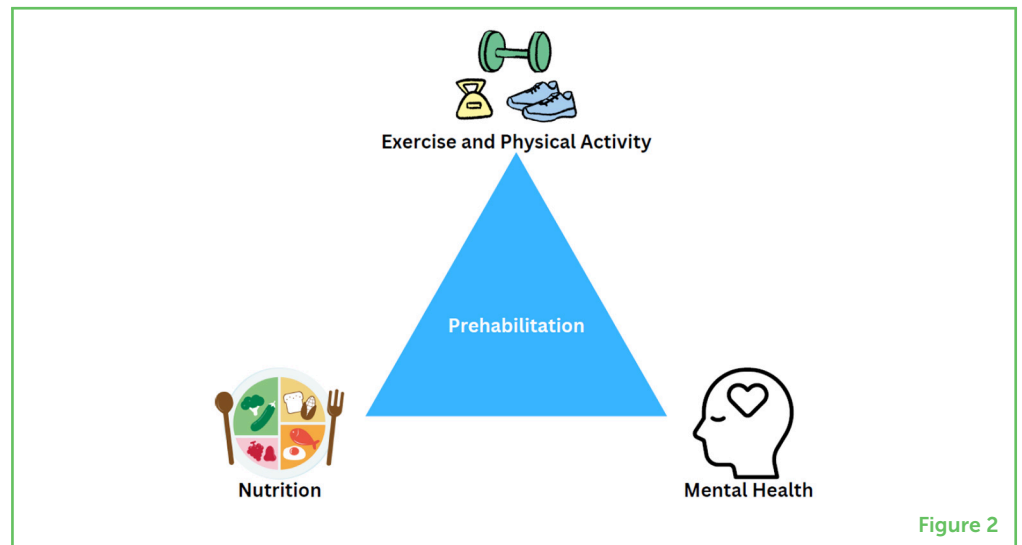 Exercise and Physical Activity
Prehabilitation
Nutrition
Mental Health
Figure 2